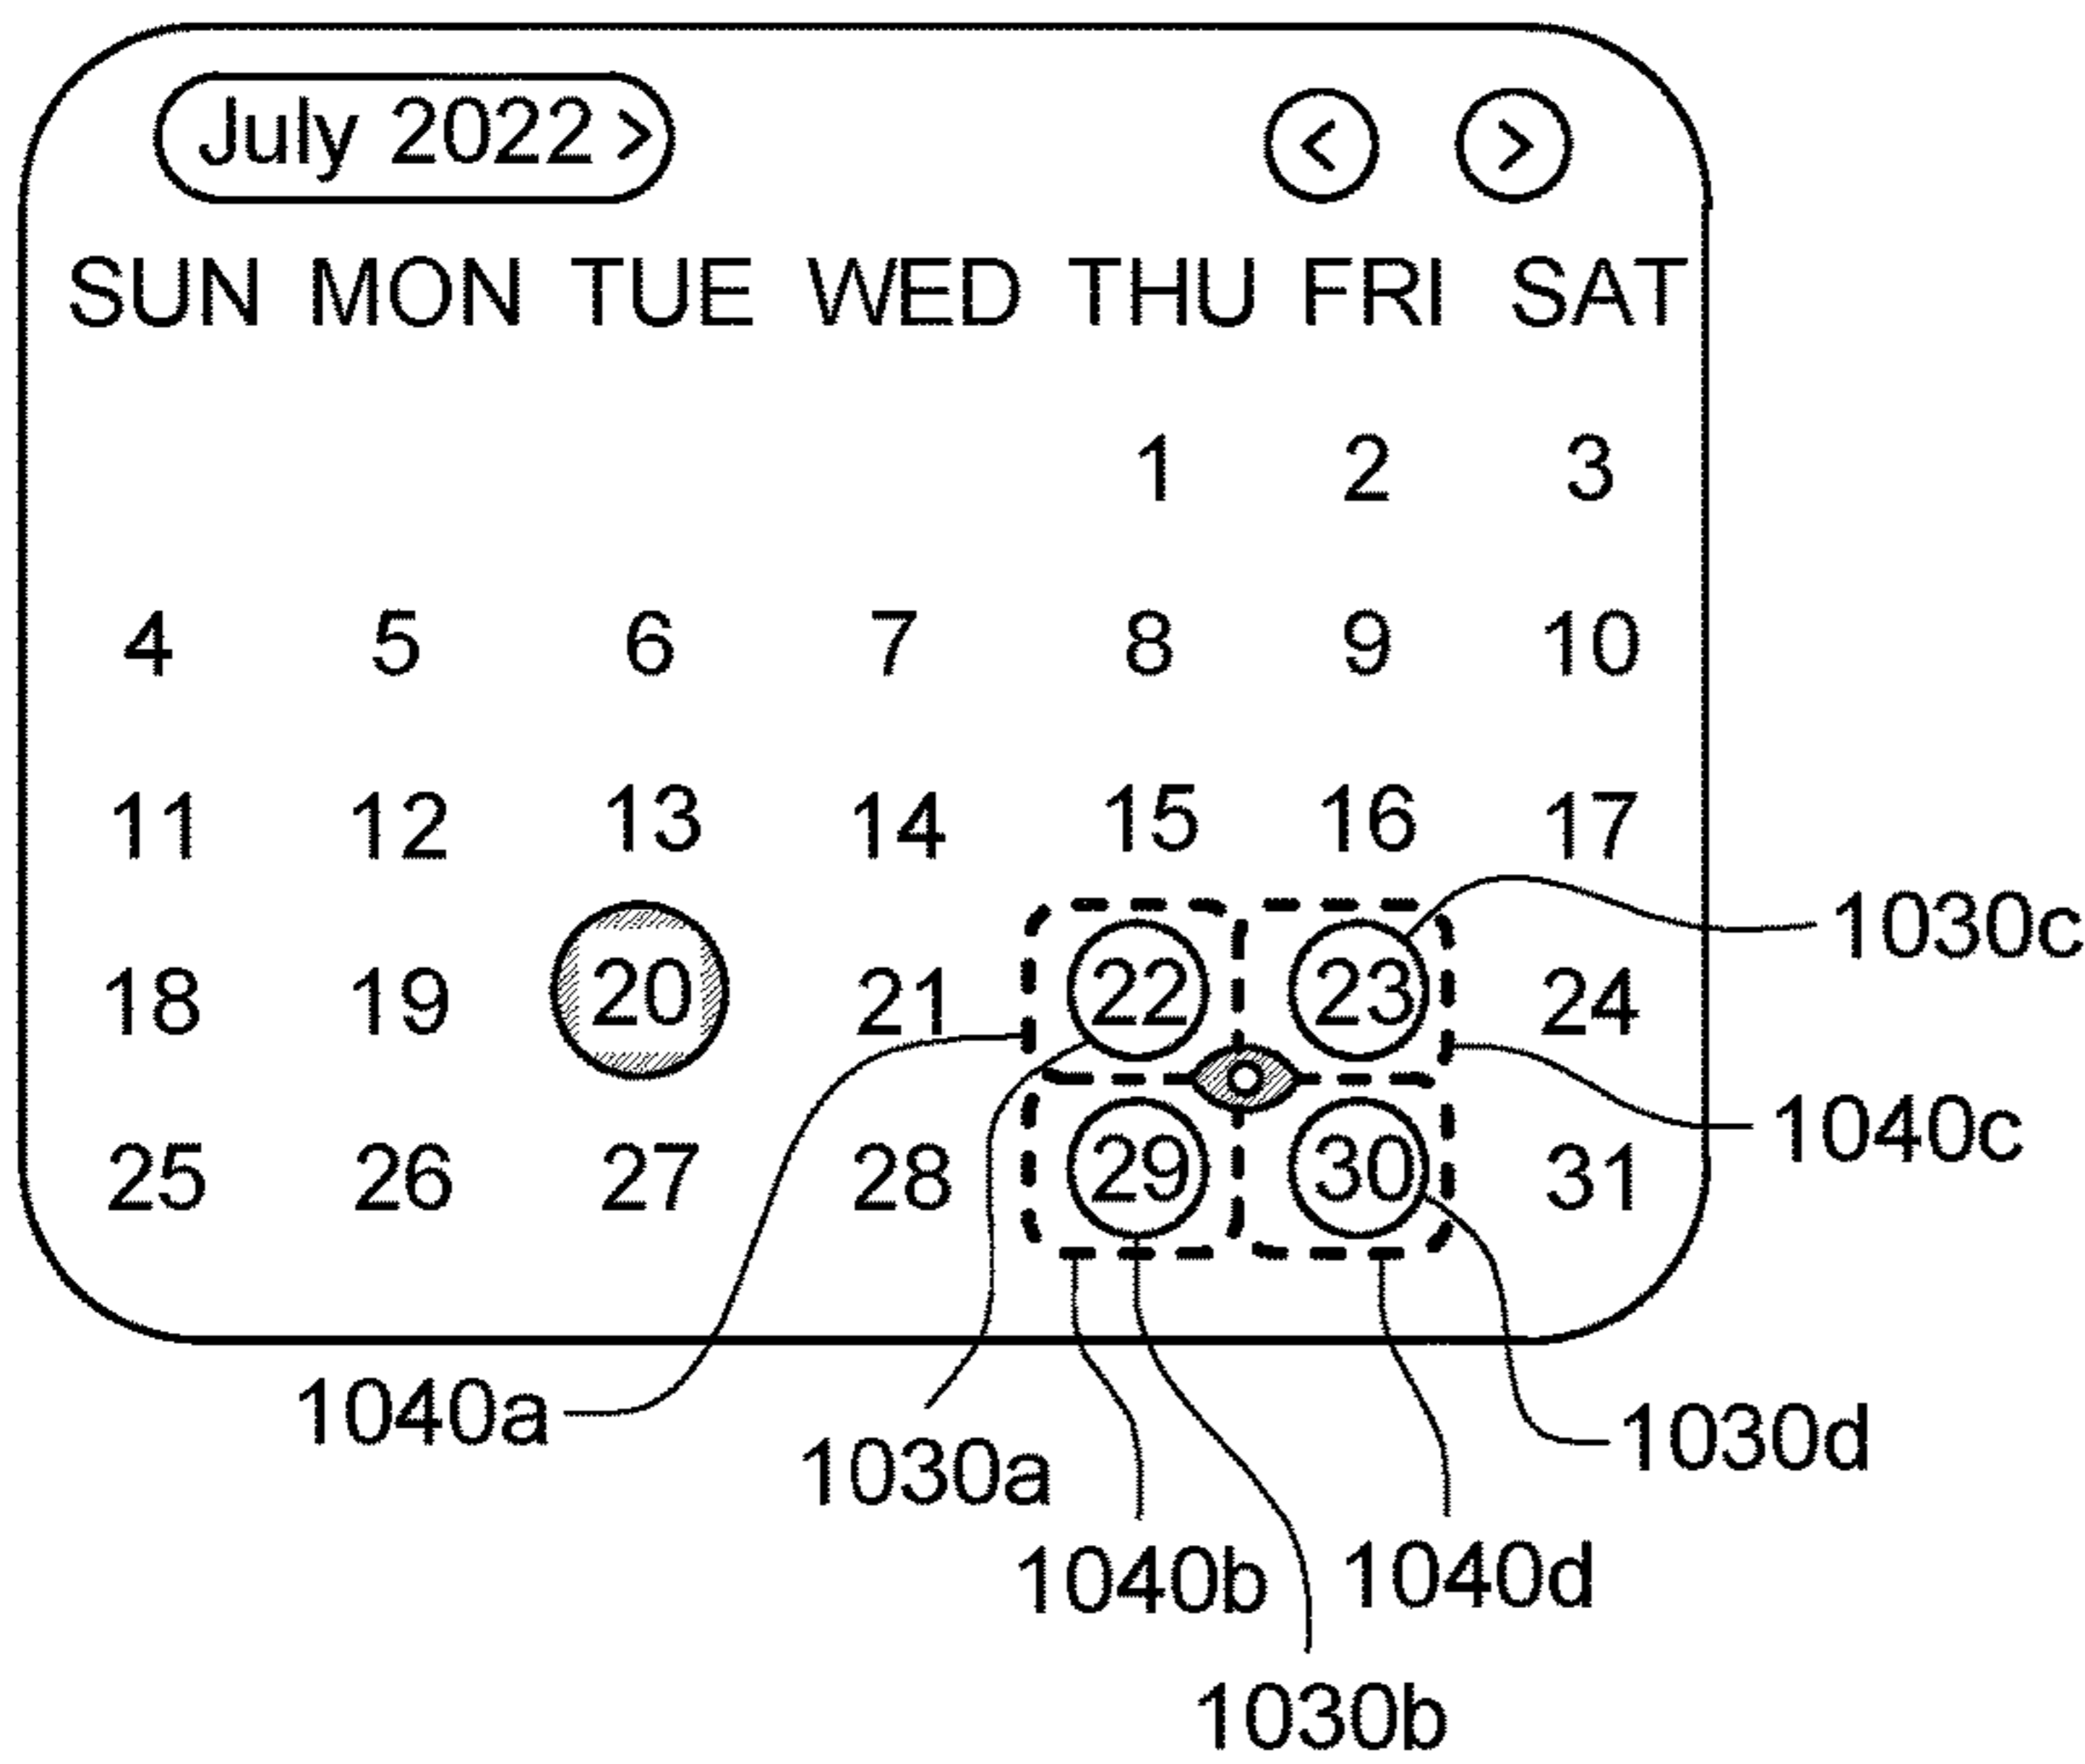 July 2022 > < >
SUN MON TUE WED THU FRI SAT
1 2 3
4 5 6 7 8 9 10
11 12 13 14 15 16 17
1030c
18 19 20 21 22 23 24
1040c
25 26 27 28 29 30 31
1040a
1030a
1030d
1040b
1040d
1030b